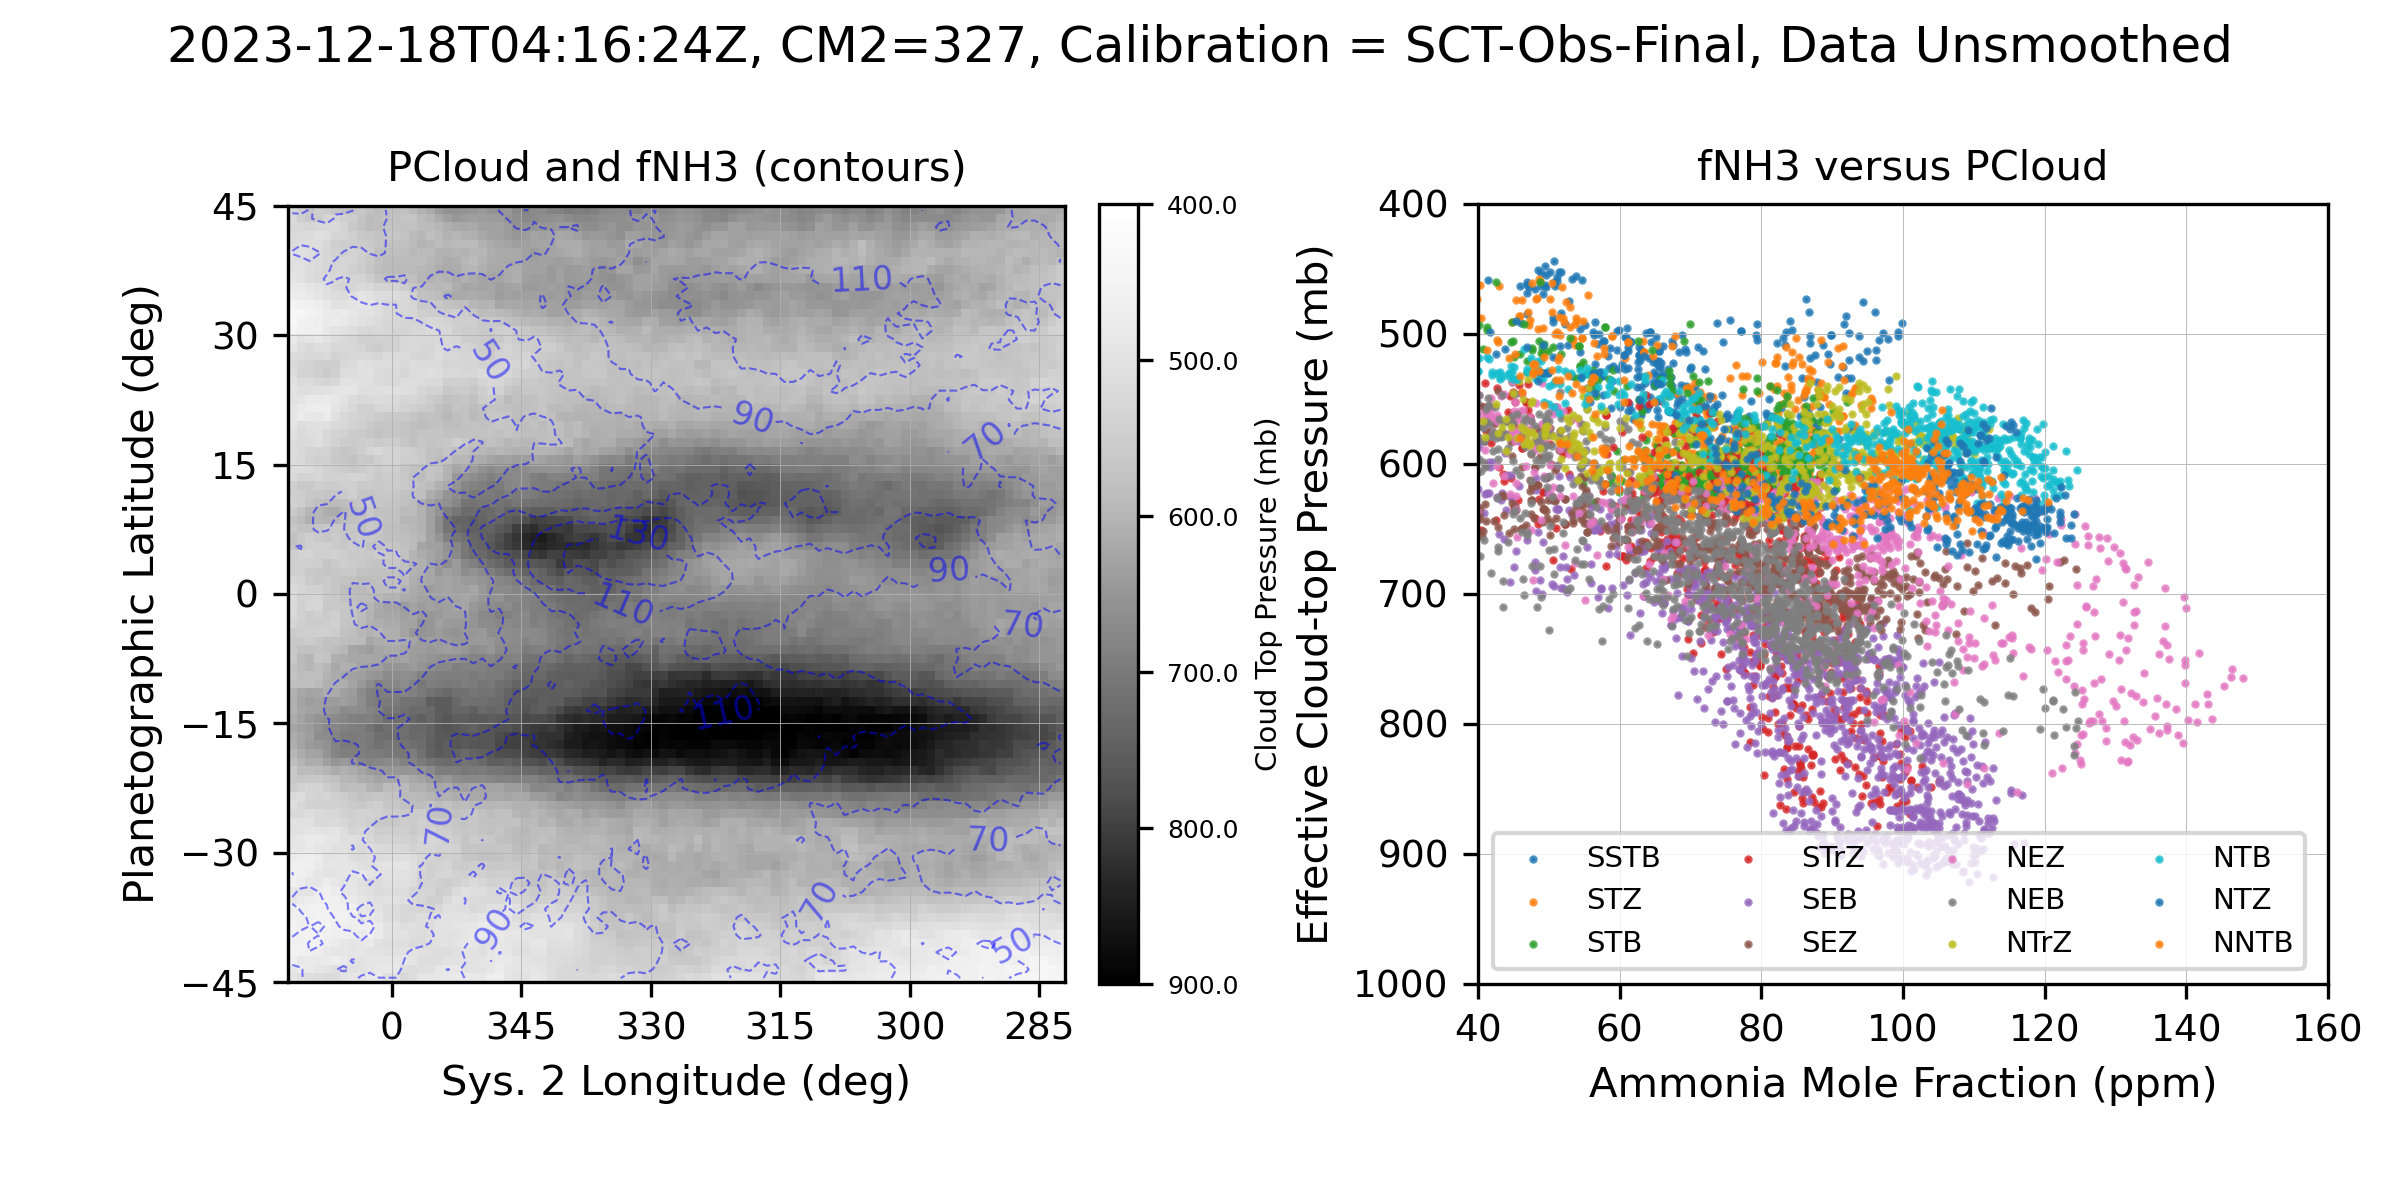 2023-12-18T04:16:24Z, CM2=327, Calibration = SCT-Obs-Final, Data Unsmoothed
PCloud and fNH3 (contours)
Planetographic Latitude (deg)
45
30
15
0
−15
−30
−45
0 345 330 315 300 285
Sys. 2 Longitude (deg)
110
50
90
70
50
130
90
110
70
110
70
70
70
90
50
400.0
500.0
600.0
700.0
800.0
900.0
Cloud Top Pressure (mb)
fNH3 versus PCloud
Effective Cloud-top Pressure (mb)
400
500
600
700
800
900
1000
SSTB STrZ NEZ NTB
STZ SEB NEB NTZ
STB SEZ NTrZ NNTB
40 60 80 100 120 140 160
Ammonia Mole Fraction (ppm)